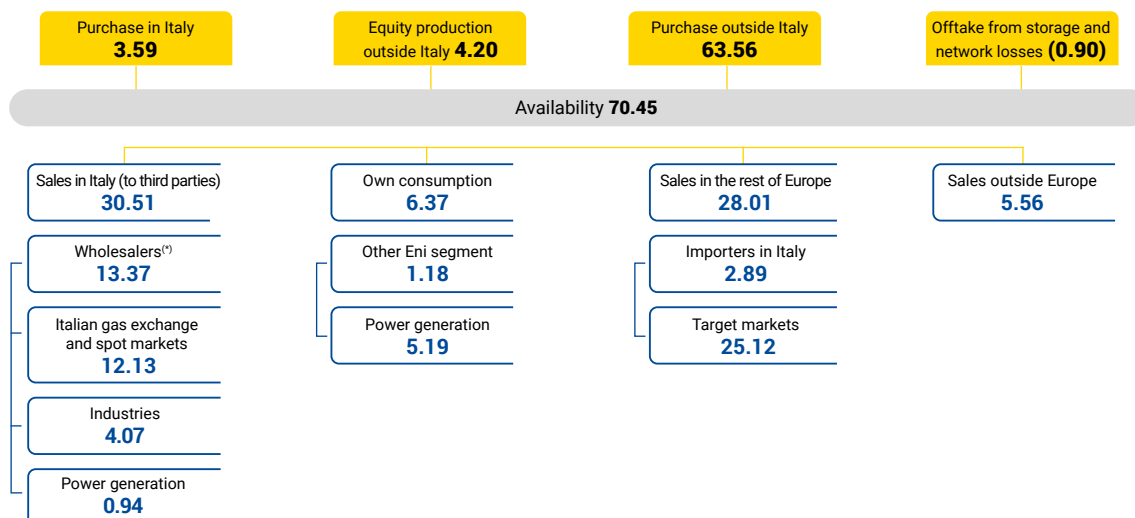 Purchase in Italy
3.59
Equity production
outside Italy 4.20
Purchase outside Italy
63.56
Offtake from storage and
network losses (0.90)
Availability 70.45
Sales in Italy (to third parties)
30.51
Own consumption
6.37
Sales in the rest of Europe
28.01
Sales outside Europe
5.56
Wholesalers(*)
13.37
Other Eni segment
1.18
Importers in Italy
2.89
Italian gas exchange
and spot markets
12.13
Power generation
5.19
Target markets
25.12
Industries
4.07
Power generation
0.94